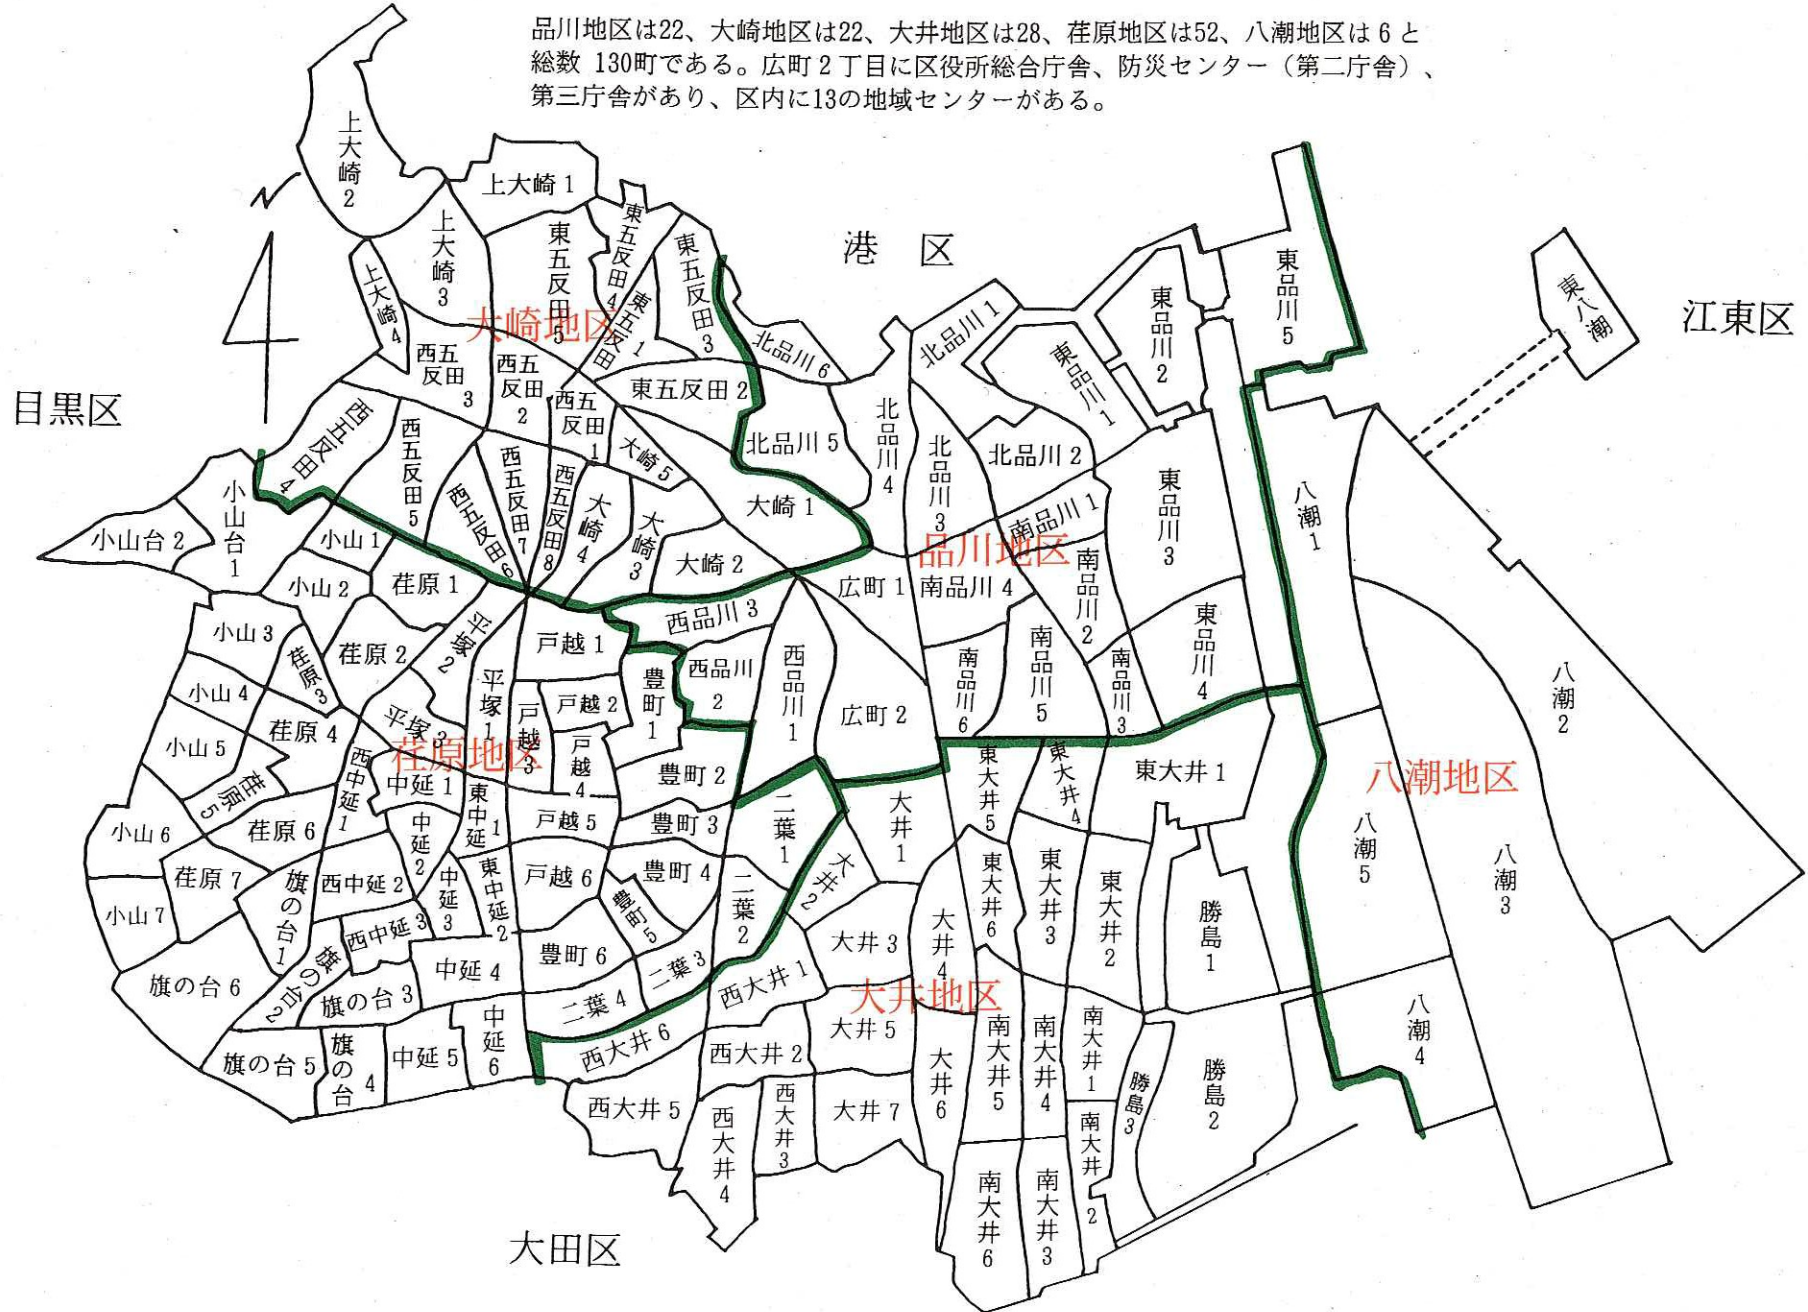 品川地区は22、大崎地区は22、大井地区は28、荏原地区は52、八潮地区は6と
総数 130町である。広町2丁目に区役所総合庁舎、防災センター（第二庁舎）、
第三庁舎があり、区内に13の地域センターがある。
港 区
江東区
目黒区
大田区
大崎地区
品川地区
荏原地区
大井地区
八潮地区
上大崎2
上大崎1
上大崎3
上大崎4
東五反田5
東五反田4
東五反田1
東五反田3
東五反田2
西五反田3
西五反田2
西五反田1
西五反田4
西五反田5
西五反田6
西五反田7
西五反田8
大崎5
大崎4
大崎3
大崎2
大崎1
北品川6
北品川5
北品川4
北品川3
北品川1
北品川2
東品川1
東品川2
東品川5
東品川3
東品川4
南品川1
南品川2
南品川4
南品川5
南品川6
南品川3
広町1
広町2
西品川3
西品川2
西品川1
東八潮
八潮1
八潮2
八潮3
八潮5
八潮4
小山台2
小山台1
小山1
小山2
小山3
小山4
小山5
小山6
小山7
荏原1
荏原2
荏原3
荏原4
荏原5
荏原6
荏原7
平塚2
平塚1
平塚3
戸越1
戸越2
戸越3
戸越4
戸越5
戸越6
豊町1
豊町2
豊町3
豊町4
豊町5
豊町6
二葉1
二葉2
二葉3
二葉4
西中延1
西中延2
西中延3
中延1
中延2
中延3
中延4
中延5
中延6
東中延1
東中延2
旗の台1
旗の台2
旗の台3
旗の台4
旗の台5
旗の台6
大井1
大井2
大井3
大井4
大井5
大井6
大井7
西大井1
西大井2
西大井3
西大井4
西大井5
西大井6
東大井5
東大井4
東大井1
東大井6
東大井3
東大井2
勝島1
勝島2
勝島3
南大井5
南大井4
南大井1
南大井2
南大井6
南大井3